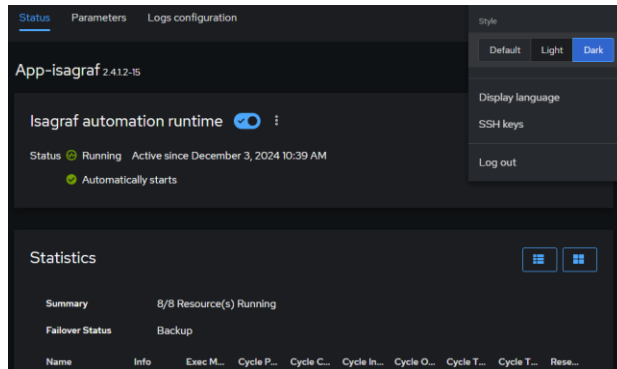 Status Parameters Logs configuration
Style
Default Light Dark
Display language
SSH keys
Log out
App-isagraf 2.4.1.2-15
Isagraf automation runtime
Status Running Active since December 3, 2024 10:39 AM
Automatically starts
Statistics
Summary 8/8 Resource(s) Running
Failover Status Backup
Name Info Exec M... Cycle P... Cycle C... Cycle In... Cycle O... Cycle T... Cycle T... Rese...